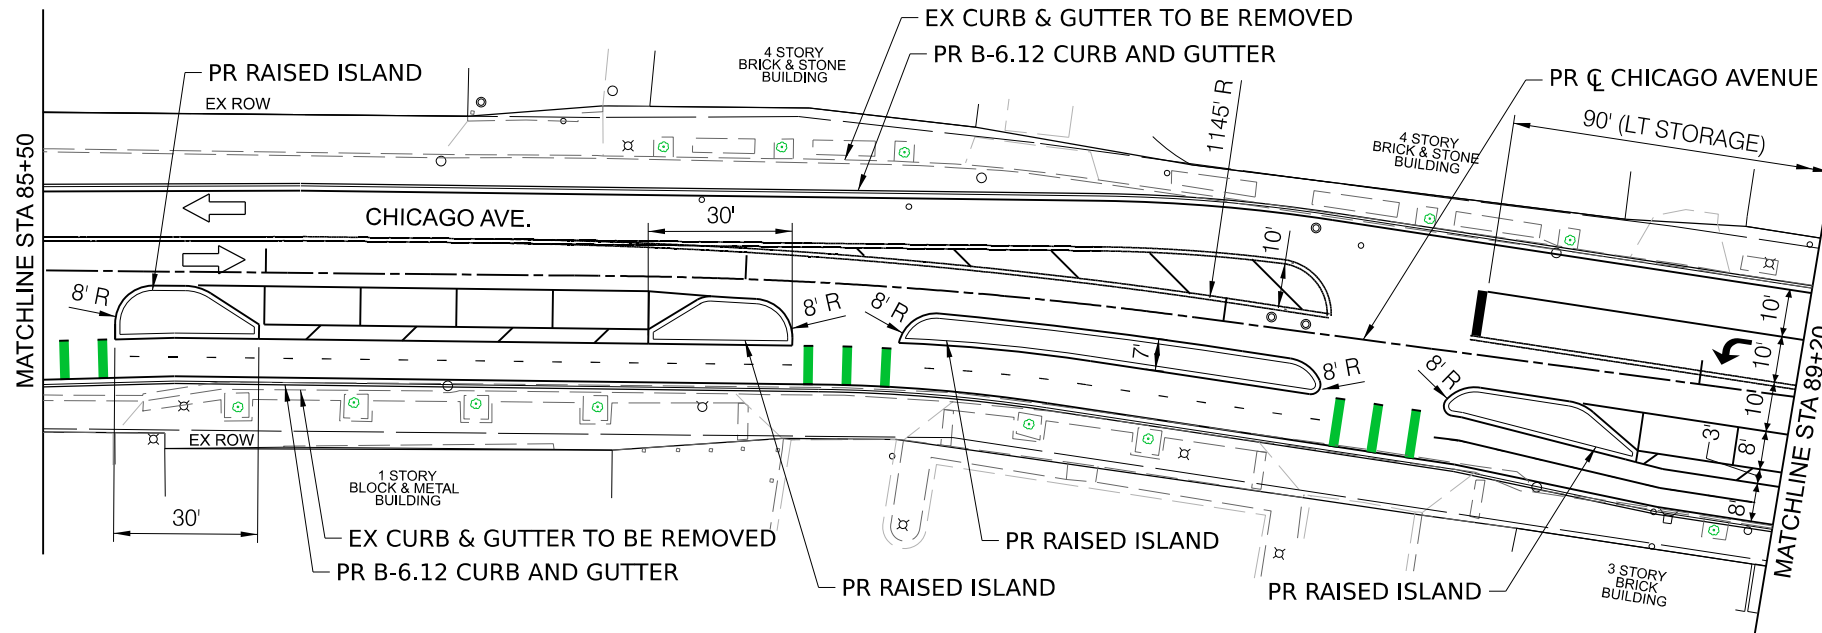 EX CURB & GUTTER TO BE REMOVED
PR B-6.12 CURB AND GUTTER
4 STORY
BRICK & STONE
BUILDING
PR RAISED ISLAND
EX ROW
PR ℄ CHICAGO AVENUE
90' (LT STORAGE)
4 STORY
BRICK & STONE
BUILDING
1145' R
MATCHLINE STA 85+50
CHICAGO AVE.
30'
10'
8' R
8' R
8' R
7'
8' R
8' R
10'
10'
10'
3'
8'
8'
MATCHLINE STA 89+20
EX ROW
1 STORY
BLOCK & METAL
BUILDING
30'
EX CURB & GUTTER TO BE REMOVED
PR B-6.12 CURB AND GUTTER
PR RAISED ISLAND
PR RAISED ISLAND
PR RAISED ISLAND
3 STORY
BRICK
BUILDING